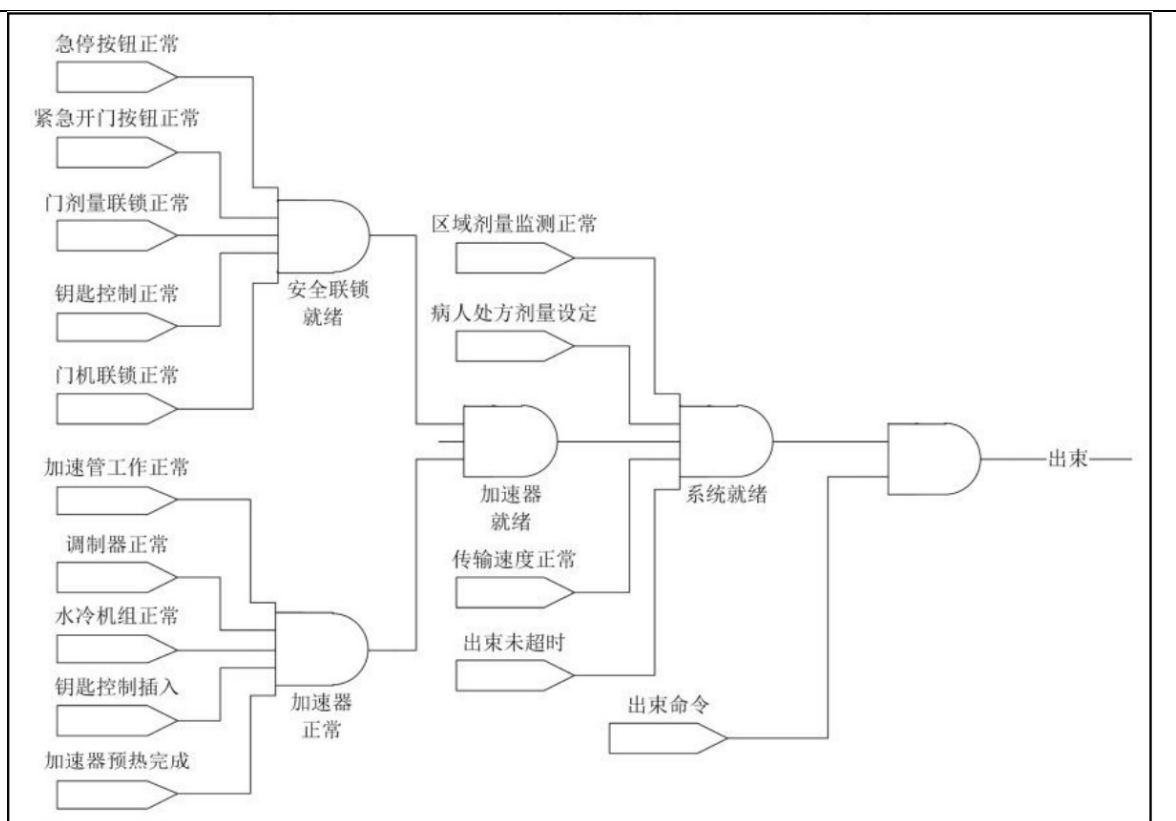 急停按钮正常
紧急开门按钮正常
门剂量联锁正常
钥匙控制正常
门机联锁正常
安全联锁
就绪
加速管工作正常
调制器正常
水冷机组正常
钥匙控制插入
加速器预热完成
加速器
正常
区域剂量监测正常
病人处方剂量设定
加速器
就绪
传输速度正常
出束未超时
系统就绪
出束命令
出束